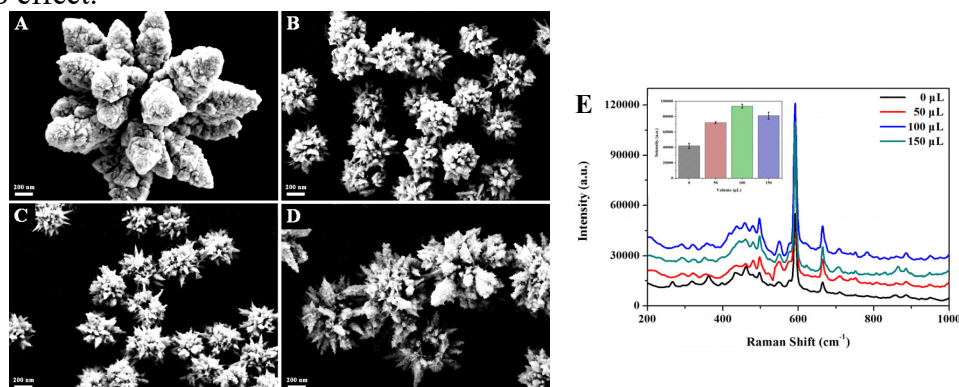 effect.
A
200 nm
B
200 nm
C
200 nm
D
200 nm
E
Intensity (a.u.)
120000
90000
60000
30000
0
200 400 600 800 1000
Raman Shift (cm-1)
0 μL
50 μL
100 μL
150 μL
Intensity (a.u.)
0 50 100 150
Volume (μL)